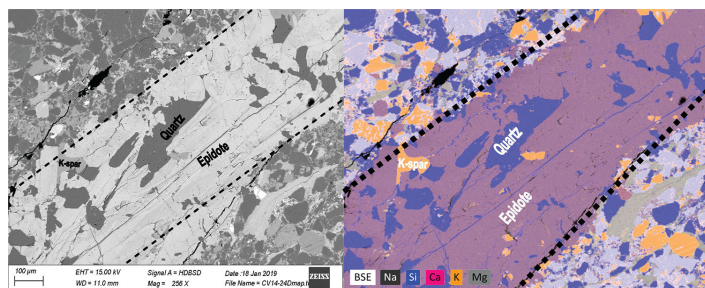 Quartz
K-spar
Epidote
100 µm
EHT = 15.00 kV
WD = 11.0 mm
Signal A = HDBSD
Mag = 256 X
Date :18 Jan 2019
File Name = CV14-24Dmap.t
ZEISS
Quartz
K-spar
Epidote
BSE Na Si Ca K Mg